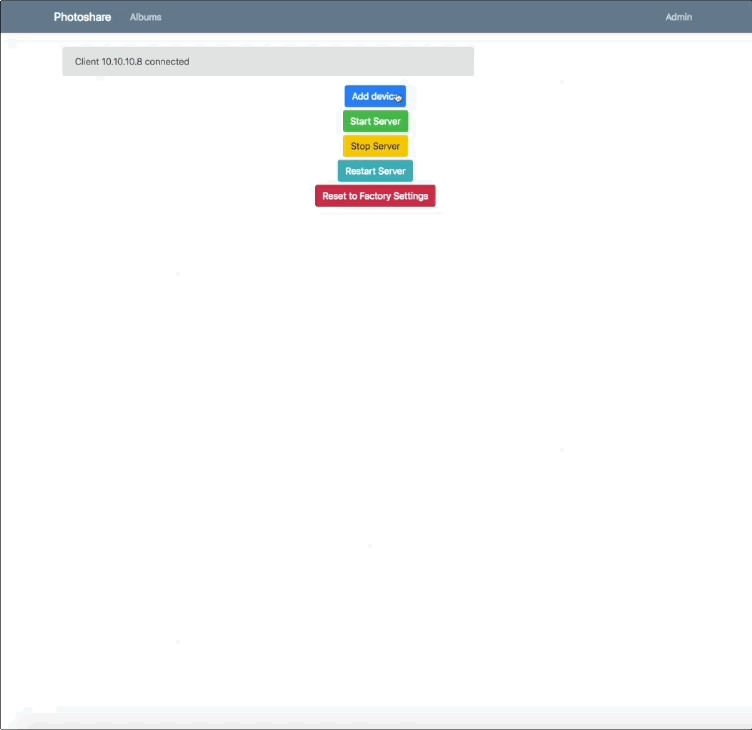 Photoshare Albums Admin
Client 10.10.10.8 connected
Add device
Start Server
Stop Server
Restart Server
Reset to Factory Settings